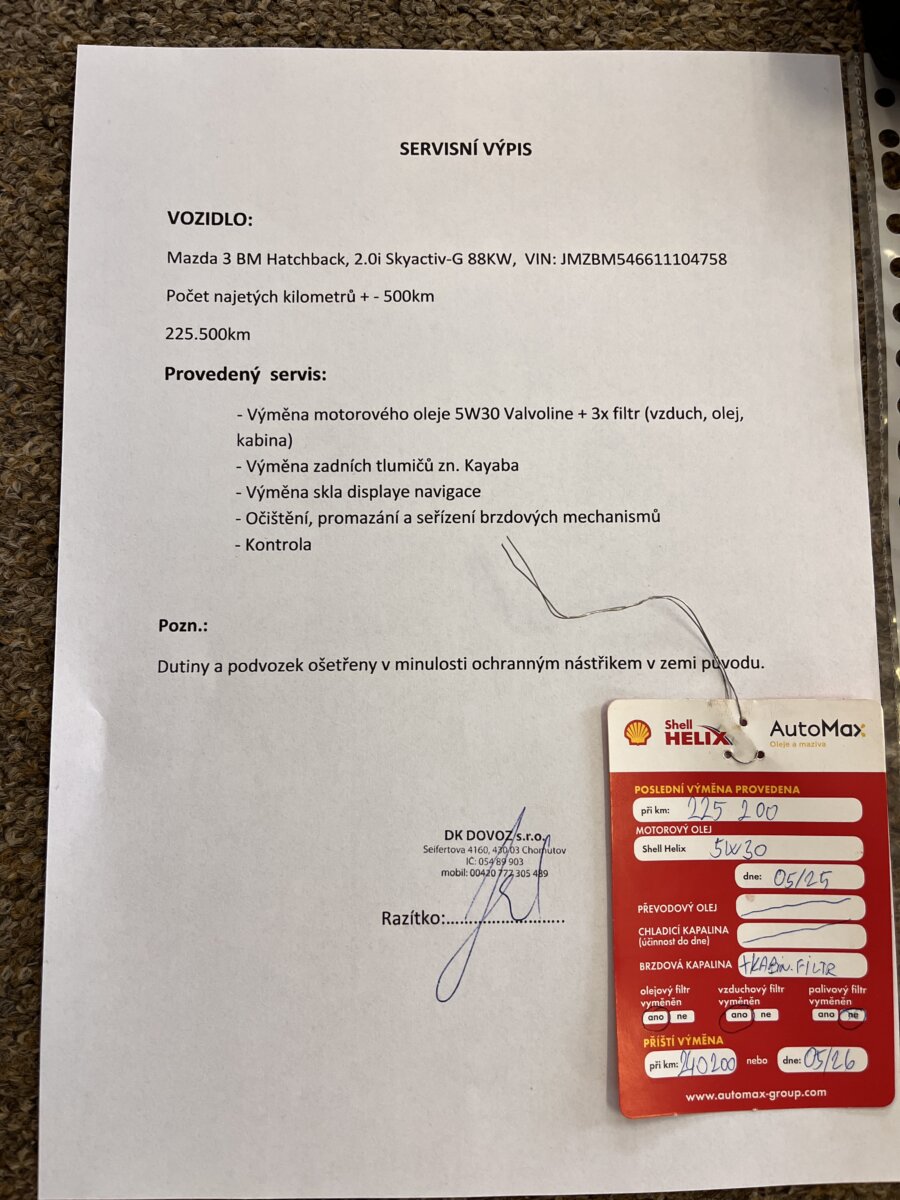 SERVISNÍ VÝPIS
VOZIDLO:
Mazda 3 BM Hatchback, 2.0i Skyactiv-G 88KW, VIN: JMZBM546611104758
Počet najetých kilometrů + - 500km
225.500km
Provedený servis:
- Výměna motorového oleje 5W30 Valvoline + 3x filtr (vzduch, olej,
kabina)
- Výměna zadních tlumičů zn. Kayaba
- Výměna skla displaye navigace
- Očištění, promazání a seřízení brzdových mechanismů
- Kontrola
Pozn.:
Dutiny a podvozek ošetřeny v minulosti ochranným nástřikem v zemi původu.
DK DOVOZ s.r.o.
Seifertova 4160, 430 03 Chomutov
IČ: 054 89 903
mobil: 00420 777 305 489
Razítko:..........................
Shell
HELIX
AutoMax
Oleje a maziva
POSLEDNÍ VÝMĚNA PROVEDENA
při km: 225 200
MOTOROVÝ OLEJ
Shell Helix 5W30
dne: 05/25
PŘEVODOVÝ OLEJ
CHLADICÍ KAPALINA
(účinnost do dne)
BRZDOVÁ KAPALINA +KABIN. FILTR
olejový filtr vzduchový filtr palivový filtr
vyměněn vyměněn vyměněn
ano ne ano ne ano ne
PŘÍŠTÍ VÝMĚNA
při km: 240200 nebo dne: 05/26
www.automax-group.com